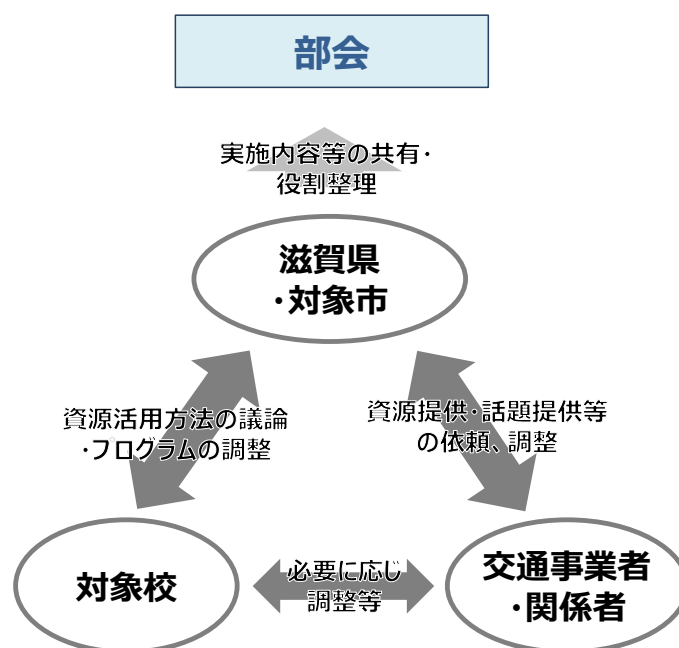 部会
実施内容等の共有・
役割整理
滋賀県
・対象市
資源活用方法の議論
・プログラムの調整
資源提供・話題提供等
の依頼、調整
対象校
必要に応じ
調整等
交通事業者
・関係者